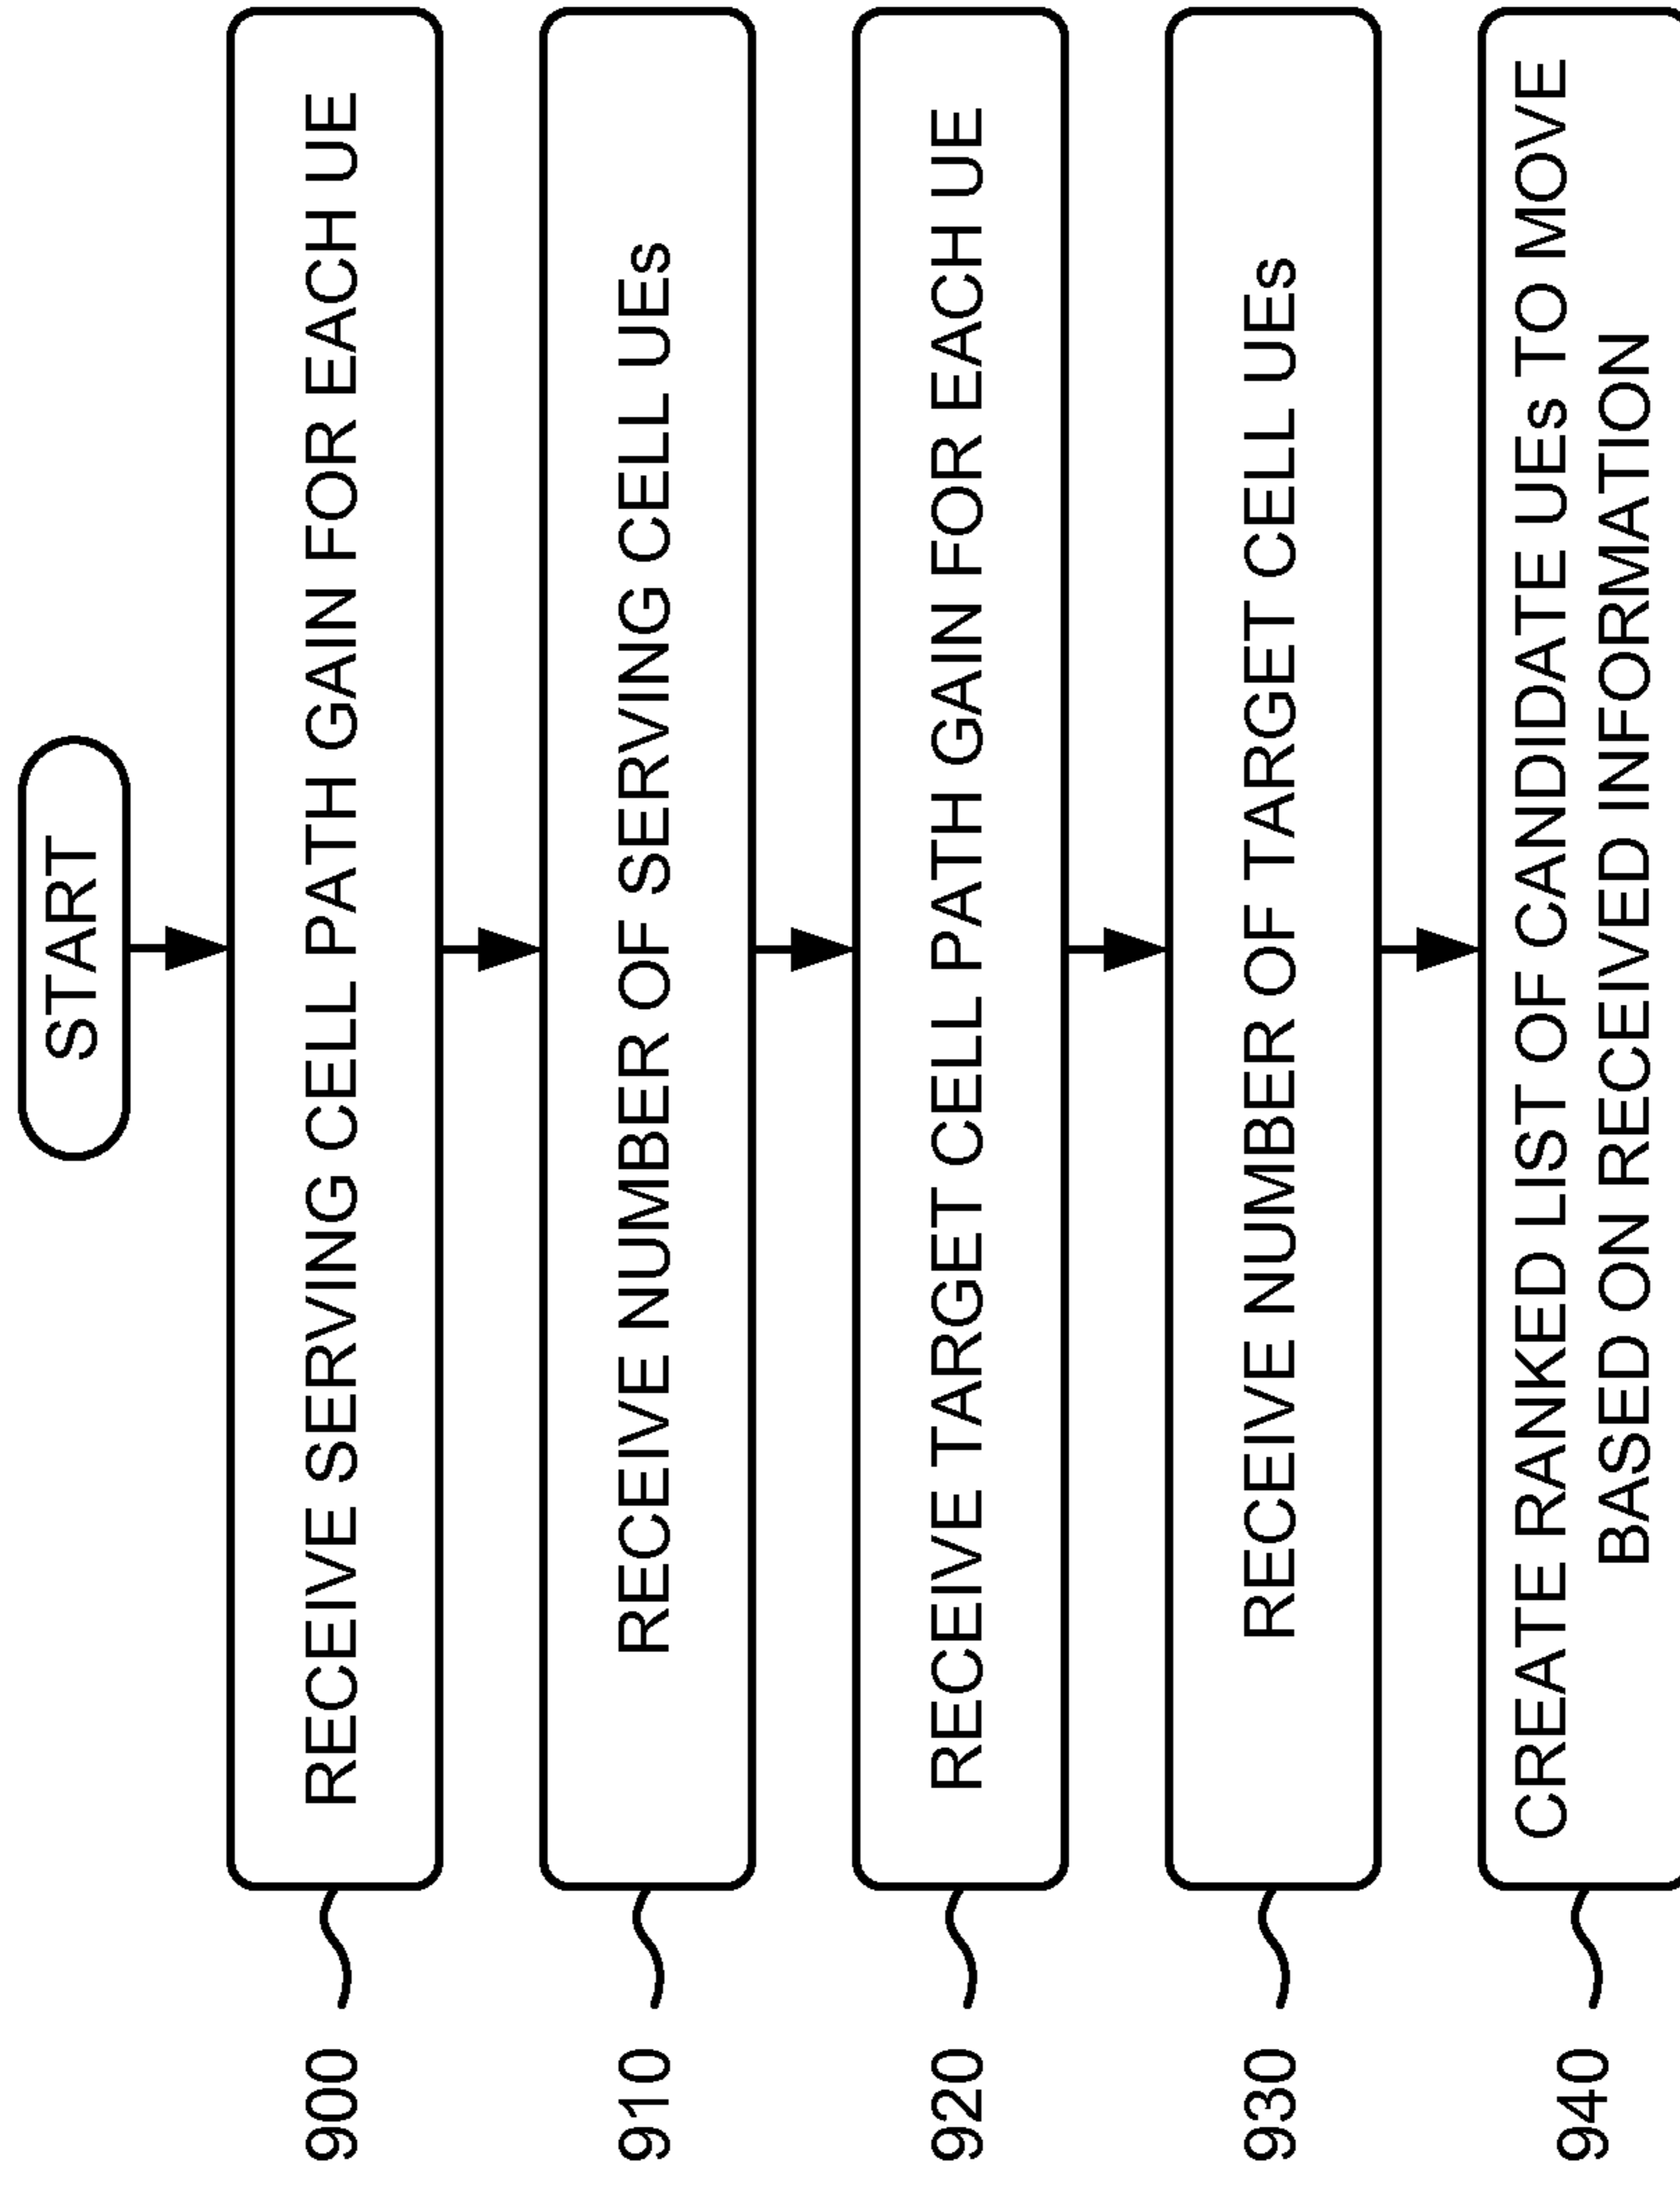 START
900
RECEIVE SERVING CELL PATH GAIN FOR EACH UE
910
RECEIVE NUMBER OF SERVING CELL UEs
920
RECEIVE TARGET CELL PATH GAIN FOR EACH UE
930
RECEIVE NUMBER OF TARGET CELL UEs
940
CREATE RANKED LIST OF CANDIDATE UEs TO MOVE
BASED ON RECEIVED INFORMATION